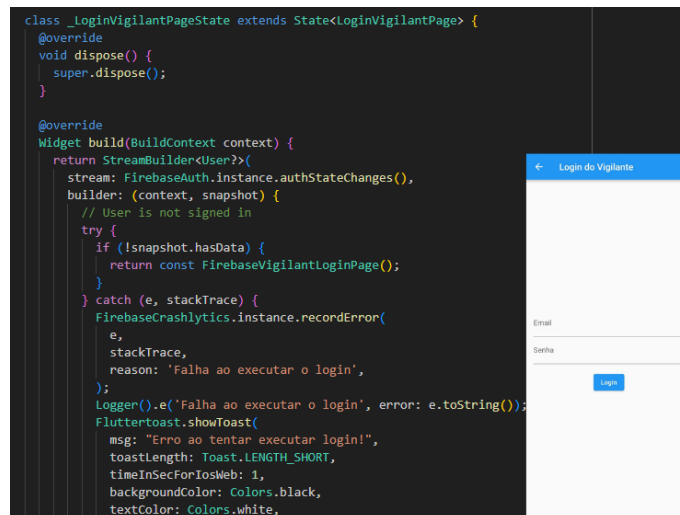 class _LoginVigilantPageState extends State<LoginVigilantPage> {
@override
void dispose() {
super.dispose();
}
@override
Widget build(BuildContext context) {
return StreamBuilder<User?>(
stream: FirebaseAuth.instance.authStateChanges(),
builder: (context, snapshot) {
// User is not signed in
try {
if (!snapshot.hasData) {
return const FirebaseVigilantLoginPage();
}
} catch (e, stackTrace) {
FirebaseCrashlytics.instance.recordError(
e,
stackTrace,
reason: 'Falha ao executar o login',
);
Logger().e('Falha ao executar o login', error: e.toString());
Fluttertoast.showToast(
msg: "Erro ao tentar executar login!",
toastLength: Toast.LENGTH_SHORT,
timeInSecForIosWeb: 1,
backgroundColor: Colors.black,
textColor: Colors.white,
Login do Vigilante
Email
Senha
Login